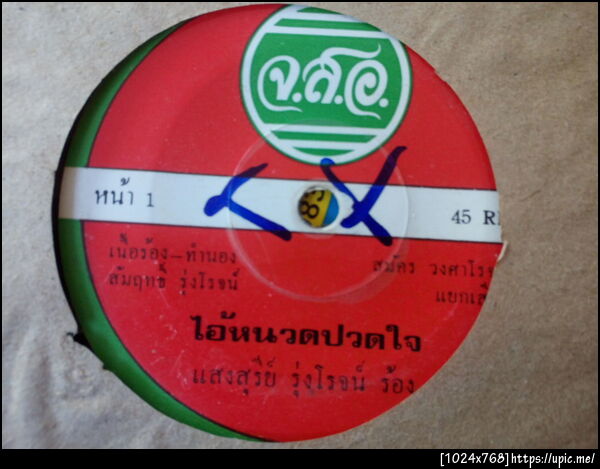 จ.ส.อ.
หน้า 1
45 R
เนื้อร้อง-ทำนอง
สัมฤทธิ์ รุ่งโรจน์
สมัคร วงศาโรจ
แยกเสี
ไอ้หนวดปวดใจ
แสงสุรีย์ รุ่งโรจน์ ร้อง
[1024x768]https://upic.me/